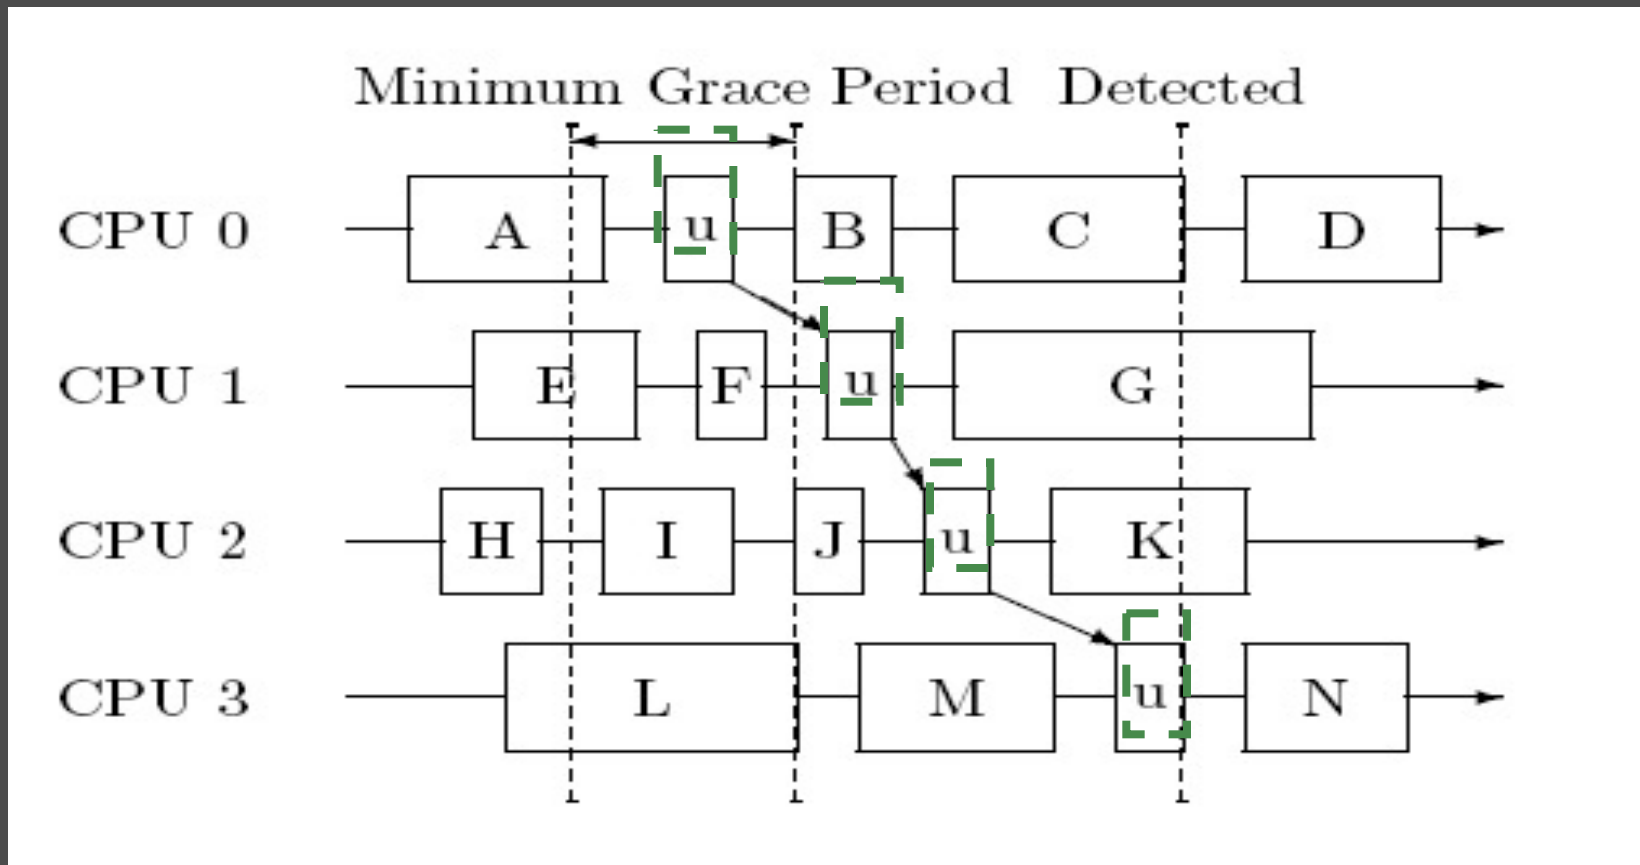 Minimum Grace Period Detected
CPU 0 A u B C D
CPU 1 E F u G
CPU 2 H I J u K
CPU 3 L M u N